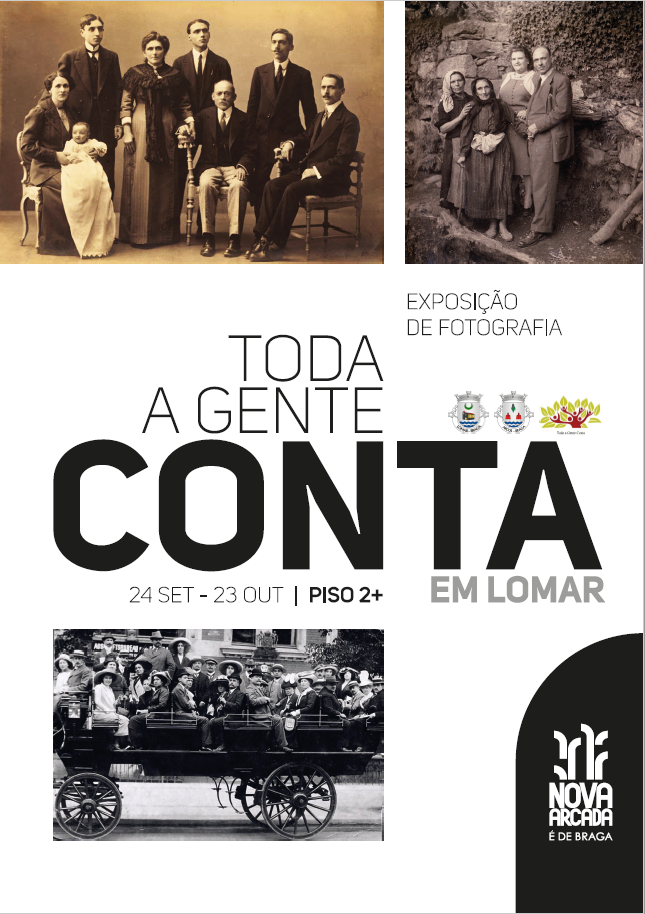 EXPOSIÇÃO
DE FOTOGRAFIA
TODA
A GENTE
CONTA
24 SET - 23 OUT | PISO 2+
EM LOMAR
NOVA
ARCADA
É DE BRAGA